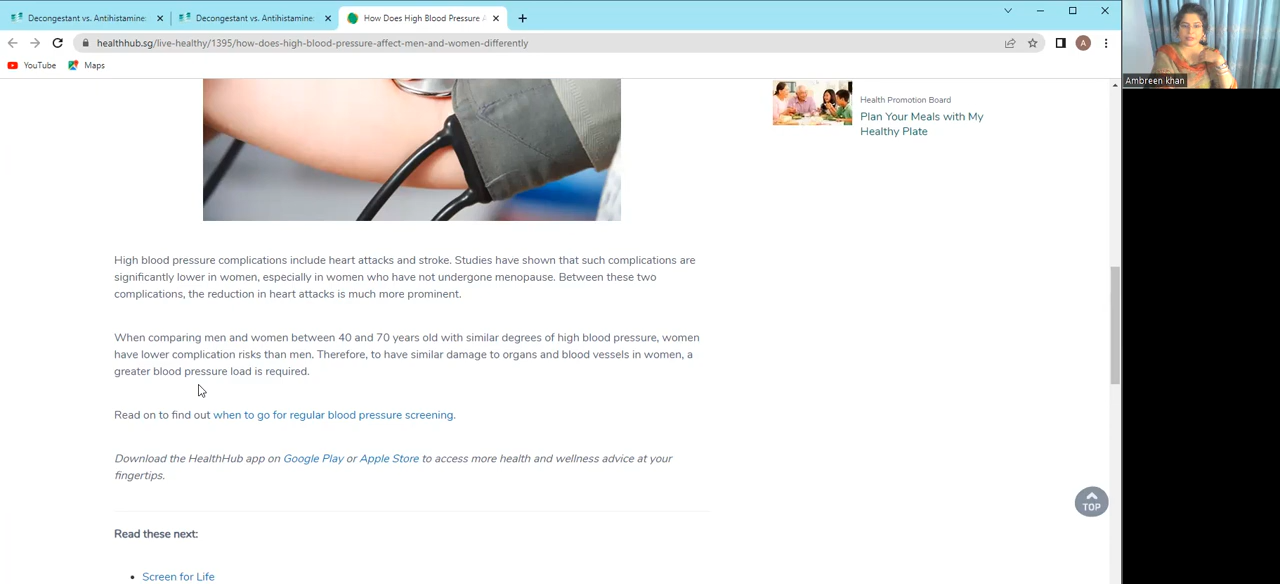 Decongestant vs. Antihistamine:
Decongestant vs. Antihistamine:
How Does High Blood Pressure A
healthhub.sg/live-healthy/1395/how-does-high-blood-pressure-affect-men-and-women-differently
A
YouTube
Maps
Ambreen khan
Health Promotion Board
Plan Your Meals with My
Healthy Plate
High blood pressure complications include heart attacks and stroke. Studies have shown that such complications are
significantly lower in women, especially in women who have not undergone menopause. Between these two
complications, the reduction in heart attacks is much more prominent.
When comparing men and women between 40 and 70 years old with similar degrees of high blood pressure, women
have lower complication risks than men. Therefore, to have similar damage to organs and blood vessels in women, a
greater blood pressure load is required.
Read on to find out when to go for regular blood pressure screening.
Download the HealthHub app on Google Play or Apple Store to access more health and wellness advice at your
fingertips.
TOP
Read these next:
Screen for Life